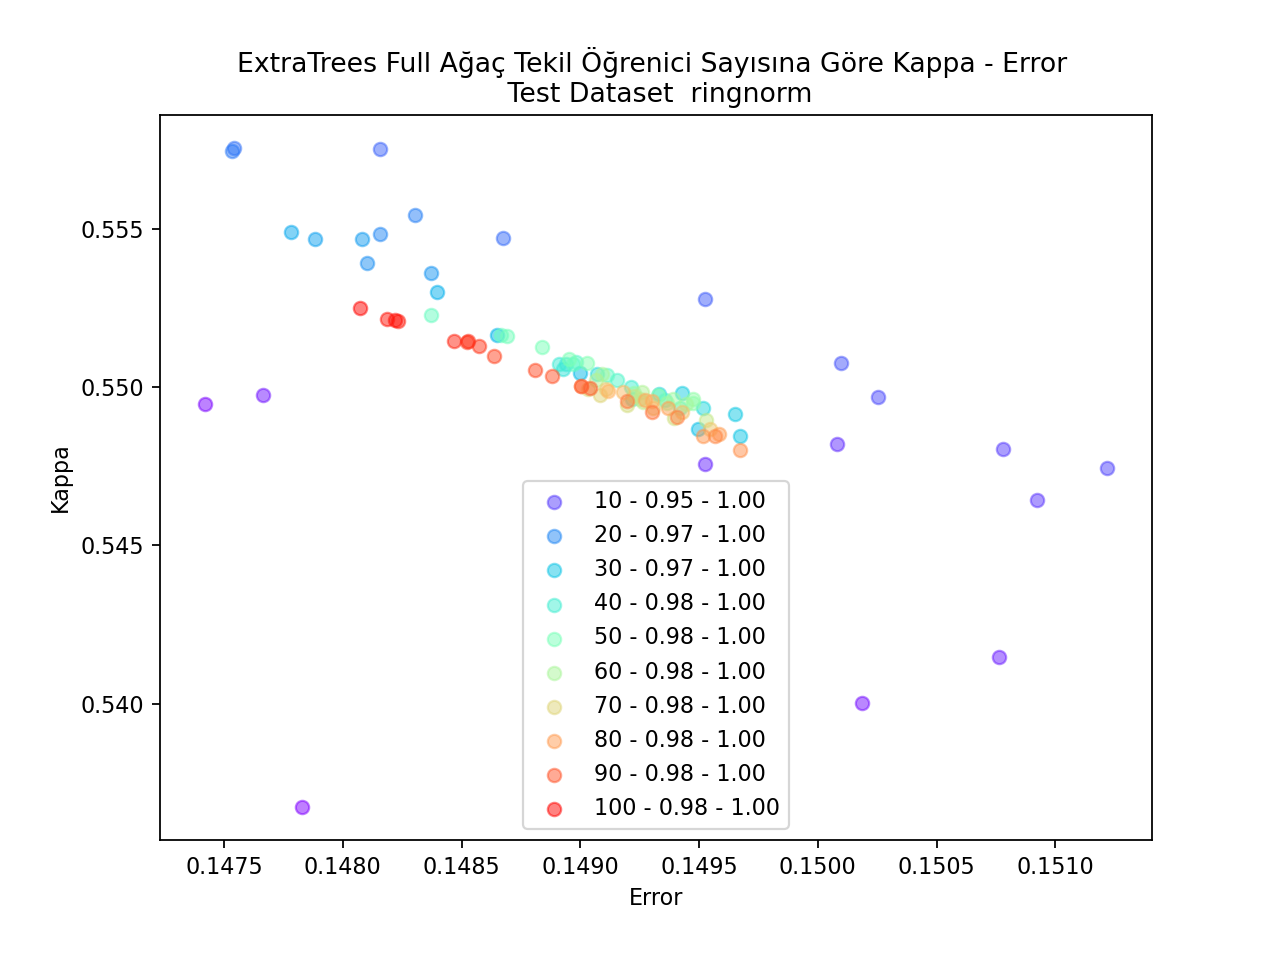 ExtraTrees Full Ağaç Tekil Öğrenici Sayısına Göre Kappa - Error
Test Dataset  ringnorm
0.555
0.550
0.545
0.540
Kappa
10 - 0.95 - 1.00
20 - 0.97 - 1.00
30 - 0.97 - 1.00
40 - 0.98 - 1.00
50 - 0.98 - 1.00
60 - 0.98 - 1.00
70 - 0.98 - 1.00
80 - 0.98 - 1.00
90 - 0.98 - 1.00
100 - 0.98 - 1.00
0.1475 0.1480 0.1485 0.1490 0.1495 0.1500 0.1505 0.1510
Error